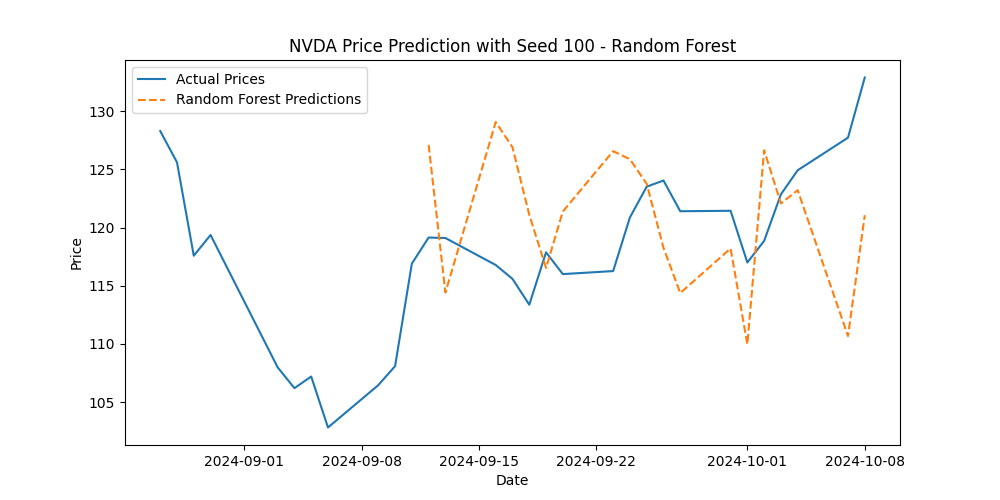 NVDA Price Prediction with Seed 100 - Random Forest
Actual Prices
Random Forest Predictions
Price
130
125
120
115
110
105
2024-09-01
2024-09-08
2024-09-15
2024-09-22
2024-10-01
2024-10-08
Date